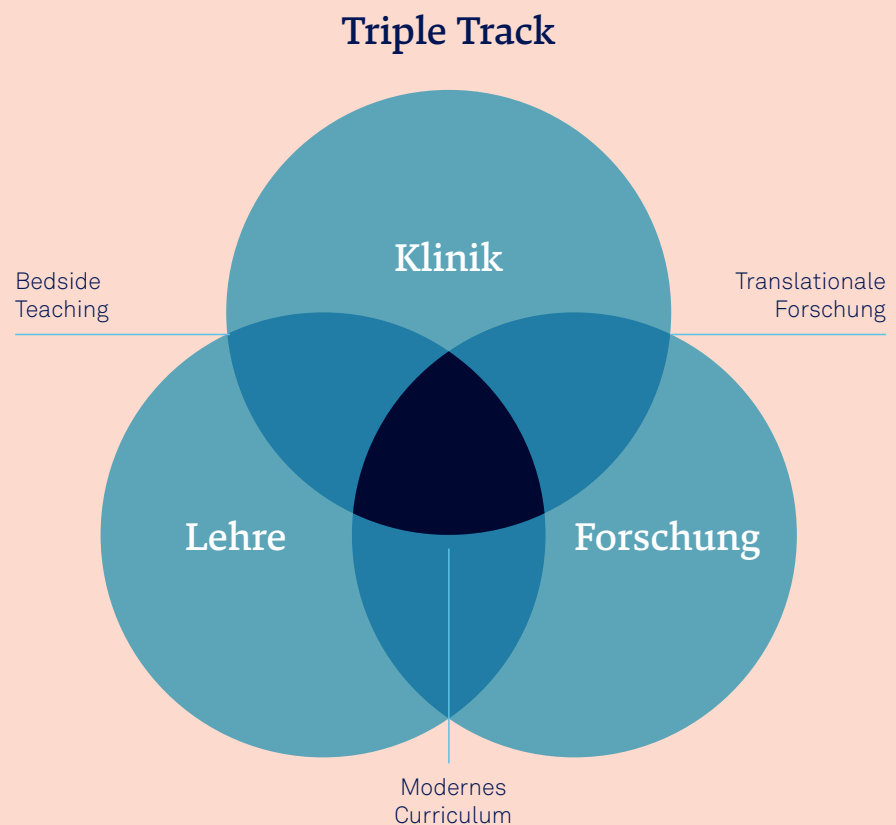 Triple Track
Klinik
Bedside
Teaching
Translationale
Forschung
Lehre
Forschung
Modernes
Curriculum